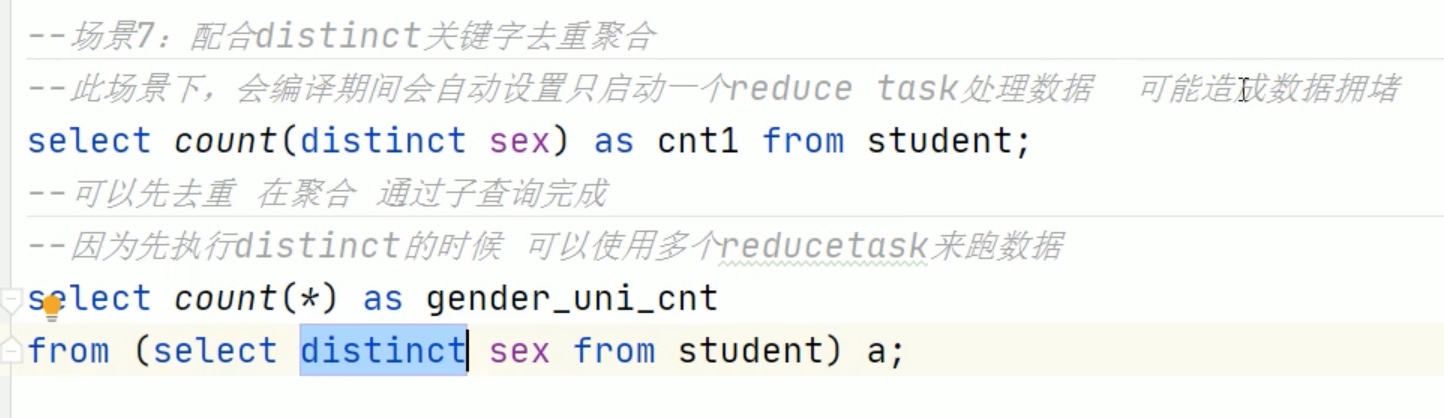 --场景7：配合distinct关键字去重聚合
--此场景下，会编译期间会自动设置只启动一个reduce task处理数据  可能造成数据拥堵
select count(distinct sex) as cnt1 from student;
--可以先去重 在聚合 通过子查询完成
--因为先执行distinct的时候 可以使用多个reducetask来跑数据
select count(*) as gender_uni_cnt
from (select distinct sex from student) a;